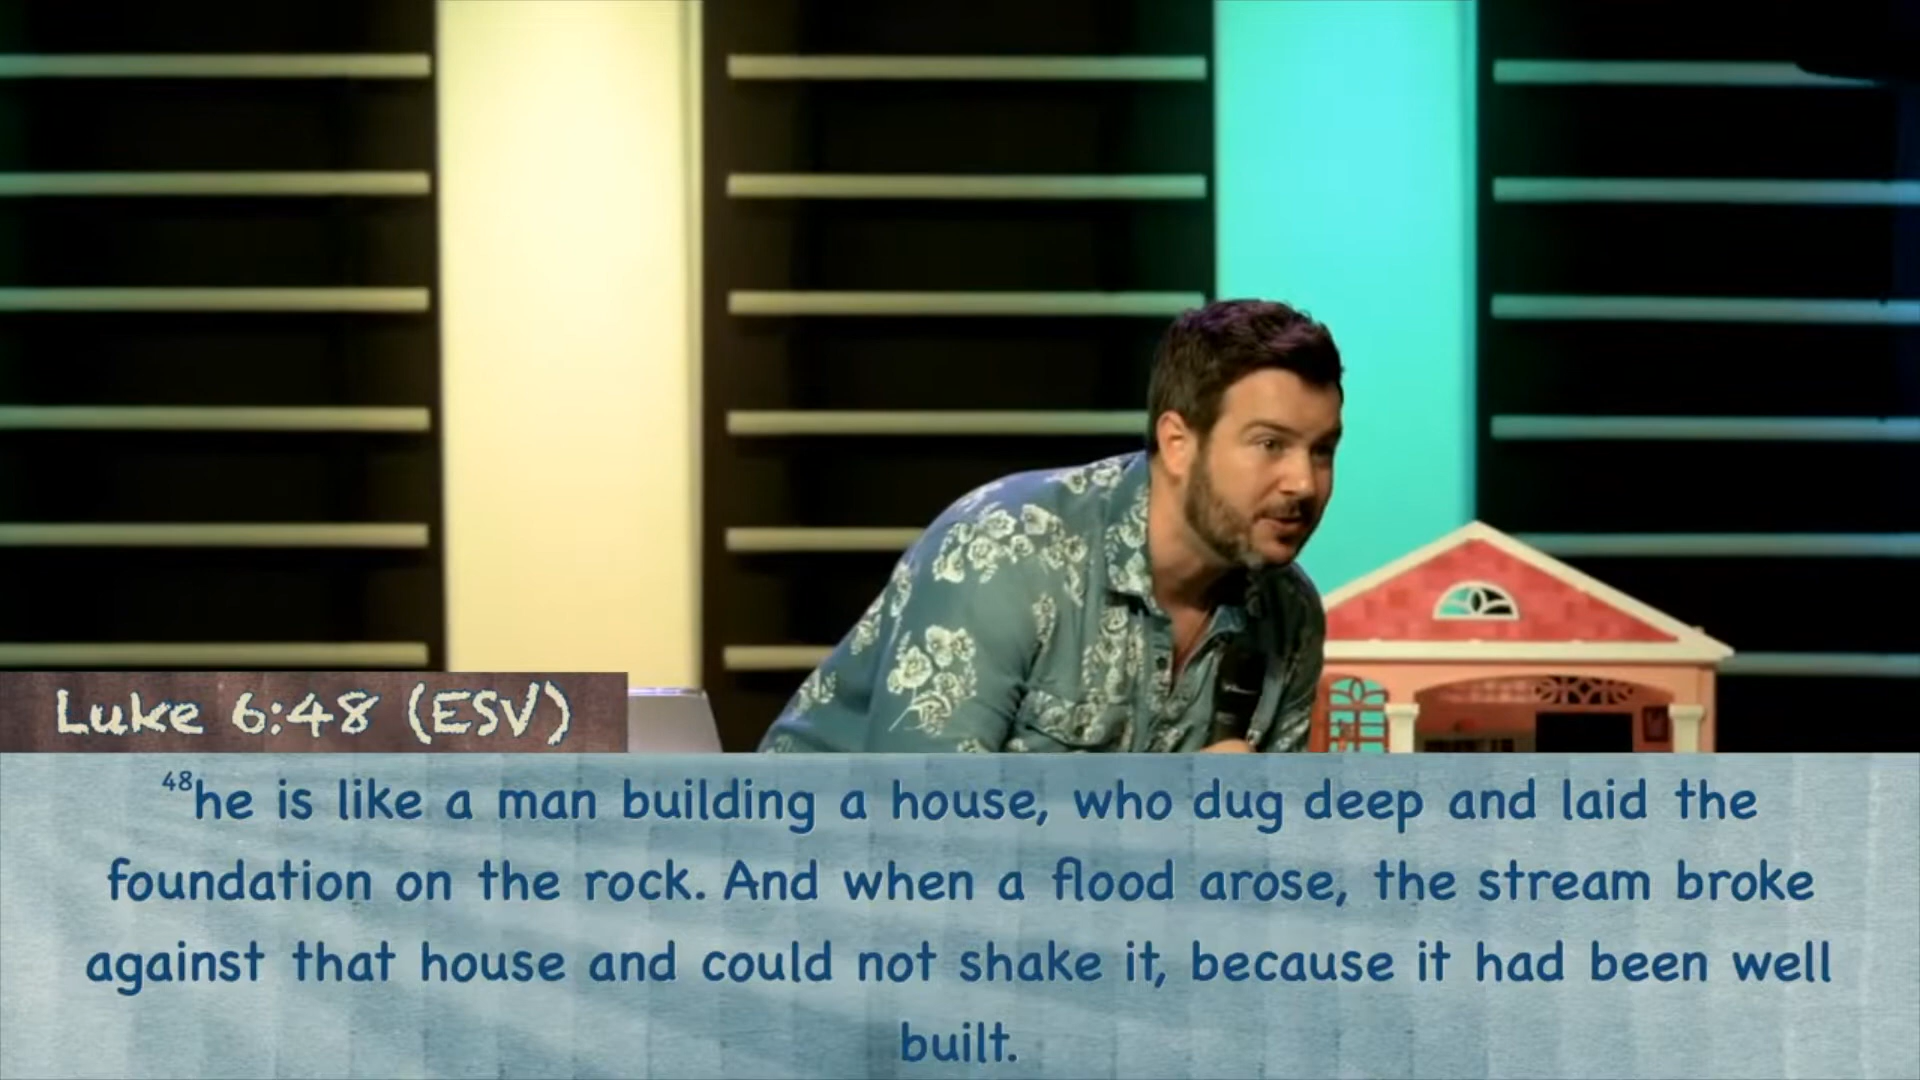 Luke 6:48 (ESV)
48he is like a man building a house, who dug deep and laid the
foundation on the rock. And when a flood arose, the stream broke
against that house and could not shake it, because it had been well
built.